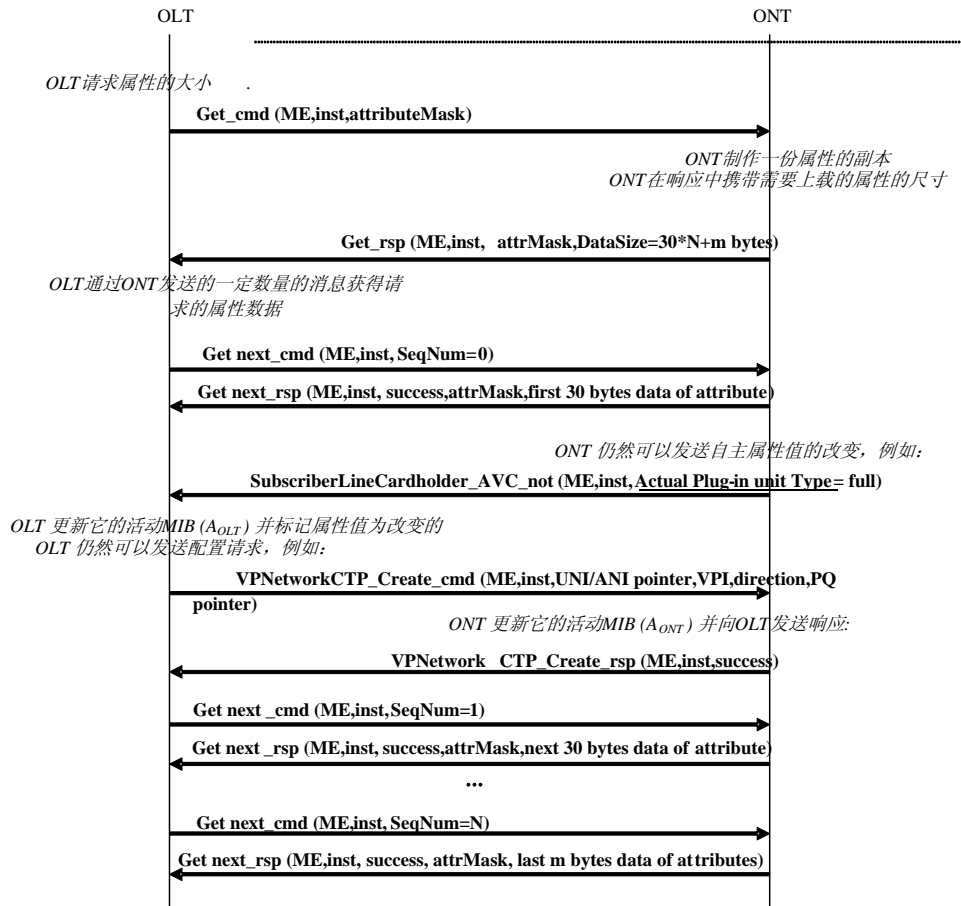 OLT ONT
OLT请求属性的大小 .
Get_cmd (ME,inst,attributeMask)
ONT制作一份属性的副本
ONT在响应中携带需要上载的属性的尺寸
Get_rsp (ME,inst, attrMask,DataSize=30*N+m bytes)
OLT通过ONT发送的一定数量的消息获得请
求的属性数据
Get next_cmd (ME,inst, SeqNum=0)
Get next_rsp (ME,inst, success,attrMask,first 30 bytes data of attribute)
ONT 仍然可以发送自主属性值的改变，例如：
SubscriberLineCardholder_AVC_not (ME,inst, Actual Plug-in unit Type = full)
OLT 更新它的活动MIB (AOLT ) 并标记属性值为改变的
OLT 仍然可以发送配置请求，例如：
VPNetworkCTP_Create_cmd (ME,inst,UNI/ANI pointer,VPI,direction,PQ
pointer)
ONT 更新它的活动MIB (AONT ) 并向OLT发送响应:
VPNetwork CTP_Create_rsp (ME,inst,success)
Get next _cmd (ME,inst,SeqNum=1)
Get next _rsp (ME,inst, success,attrMask,next 30 bytes data of attribute)
...
Get next_cmd (ME,inst, SeqNum=N)
Get next_rsp (ME,inst, success, attrMask, last m bytes data of attributes)